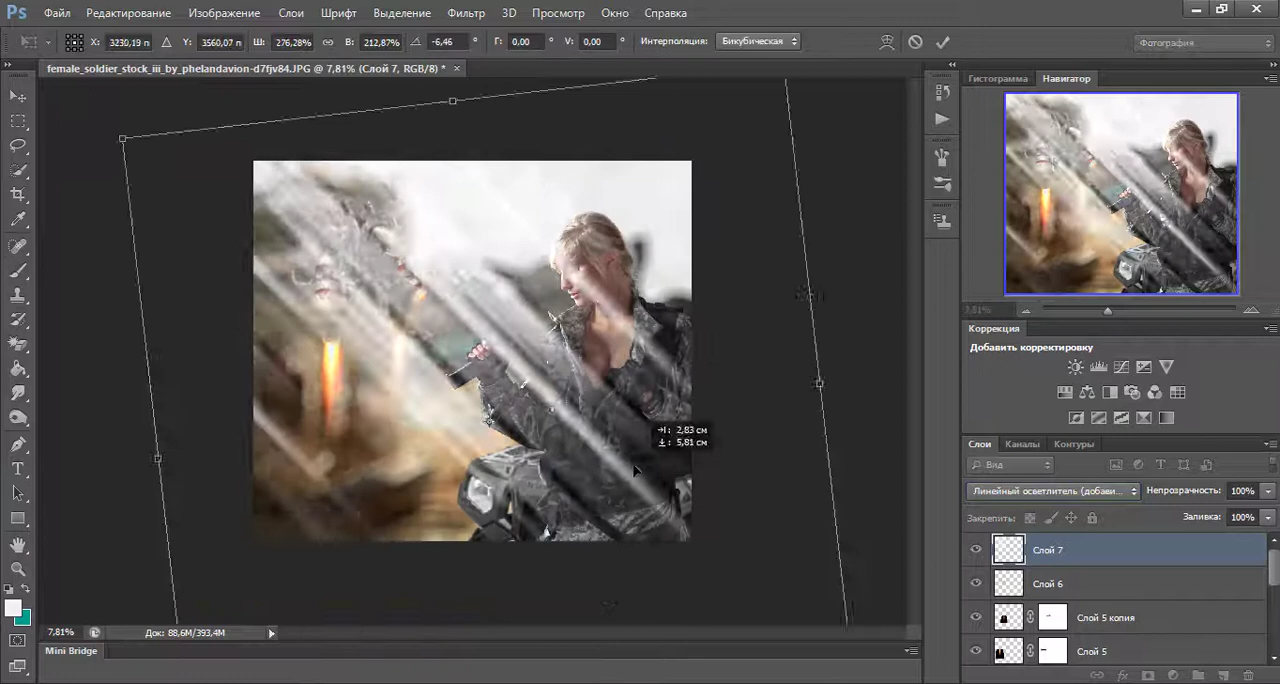 Ps Файл Редактирование Изображение Слои Шрифт Выделение Фильтр 3D Просмотр Окно Справка
X: 3230,19 п Y: 3560,07 п Ш: 276,28% В: 212,87% -6,46 ° Г: 0,00 ° V: 0,00 ° Интерполяция: Бикубическая Фотография
female_soldier_stock_iii_by_phelandavion-d7fjv84.JPG @ 7,81% (Слой 7, RGB/8) * ×
Гистограмма Навигатор
7,81%
Коррекция
Добавить корректировку
Слои Каналы Контуры
Вид
Линейный осветлитель (добави... Непрозрачность: 100%
Закрепить: Заливка: 100%
Слой 7
Слой 6
Слой 5 копия
Слой 5
→: 2,83 см
↓: 5,81 см
7,81% Док: 88,6M/393,4M
Mini Bridge